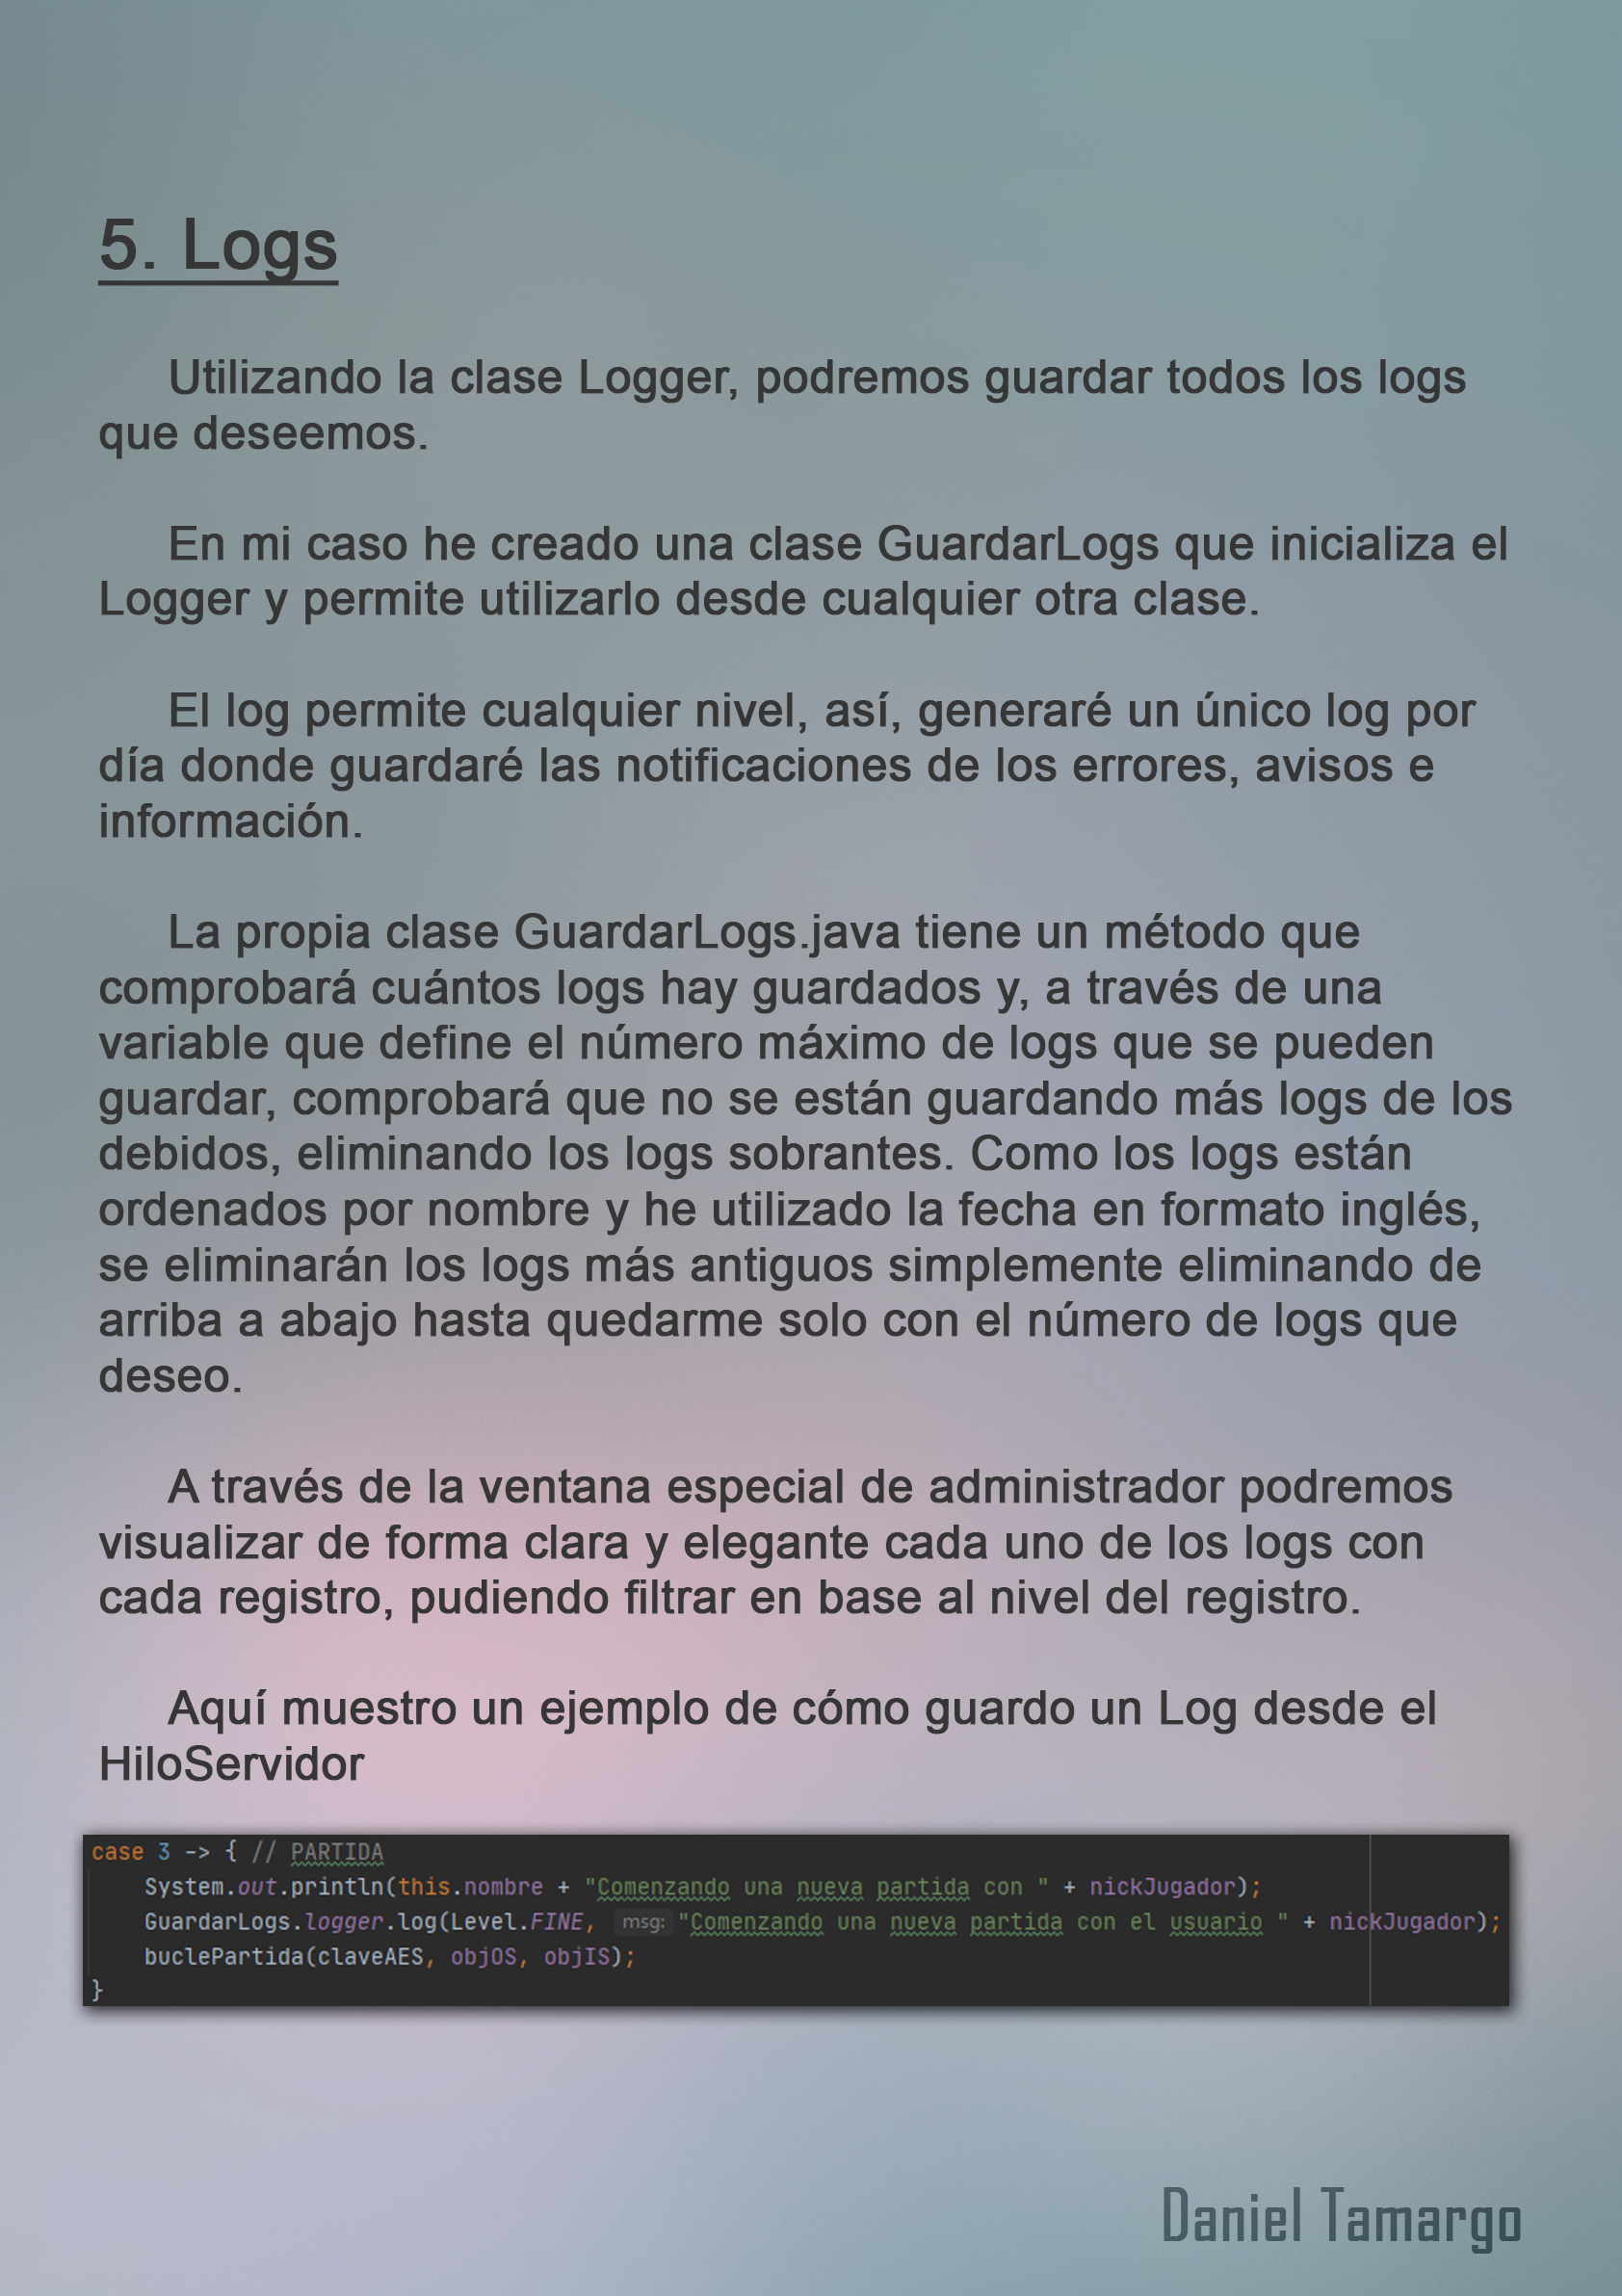 5. Logs
Utilizando la clase Logger, podremos guardar todos los logs
que deseemos.
En mi caso he creado una clase GuardarLogs que inicializa el
Logger y permite utilizarlo desde cualquier otra clase.
El log permite cualquier nivel, así, generaré un único log por
día donde guardaré las notificaciones de los errores, avisos e
información.
La propia clase GuardarLogs.java tiene un método que
comprobará cuántos logs hay guardados y, a través de una
variable que define el número máximo de logs que se pueden
guardar, comprobará que no se están guardando más logs de los
debidos, eliminando los logs sobrantes. Como los logs están
ordenados por nombre y he utilizado la fecha en formato inglés,
se eliminarán los logs más antiguos simplemente eliminando de
arriba a abajo hasta quedarme solo con el número de logs que
deseo.
A través de la ventana especial de administrador podremos
visualizar de forma clara y elegante cada uno de los logs con
cada registro, pudiendo filtrar en base al nivel del registro.
Aquí muestro un ejemplo de cómo guardo un Log desde el
HiloServidor
case 3 -> { // PARTIDA
System.out.println(this.nombre + "Comenzando una nueva partida con " + nickJugador);
GuardarLogs.logger.log(Level.FINE, msg: "Comenzando una nueva partida con el usuario " + nickJugador);
buclePartida(claveAES, objOS, objIS);
}
Daniel Tamargo